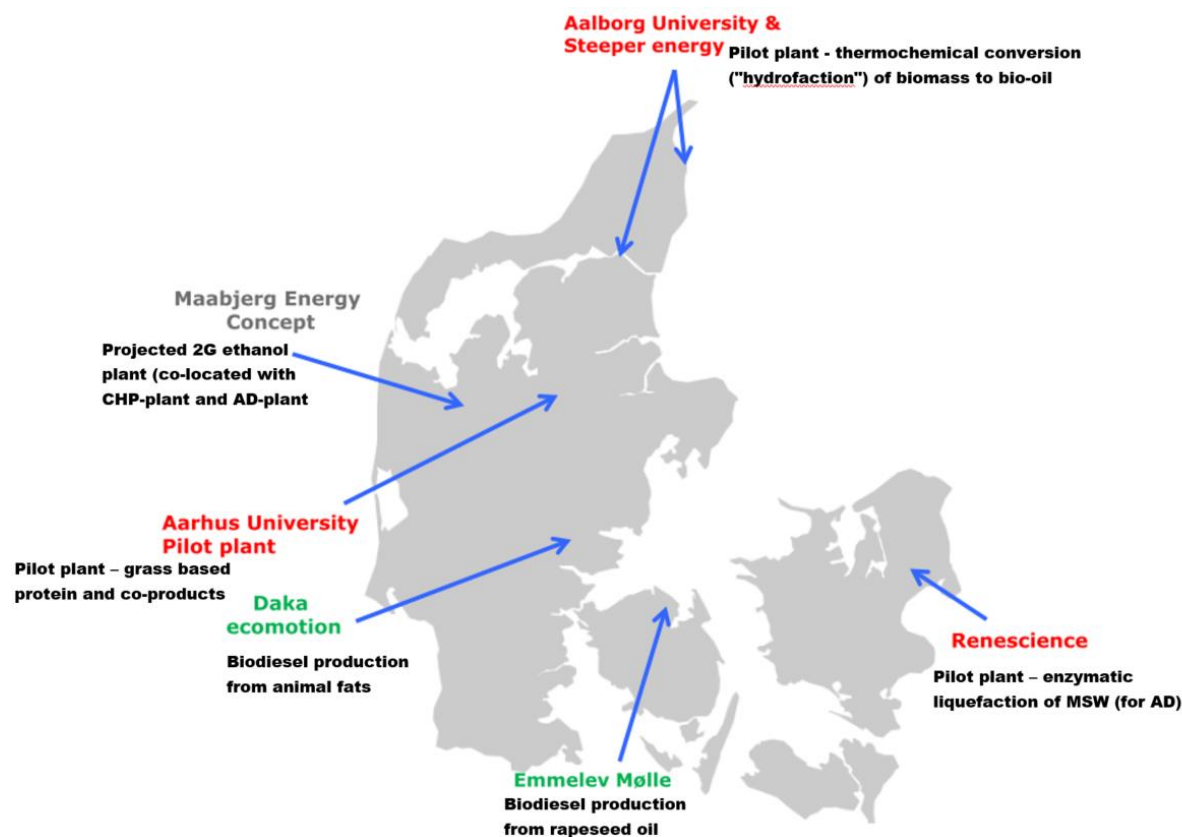 Aalborg University &
Steeper energy
Pilot plant - thermochemical conversion
("hydrofaction") of biomass to bio-oil
Maabjerg Energy
Concept
Projected 2G ethanol
plant (co-located with
CHP-plant and AD-plant
Aarhus University
Pilot plant
Pilot plant – grass based
protein and co-products
Daka
ecomotion
Biodiesel production
from animal fats
Renescience
Pilot plant – enzymatic
liquefaction of MSW (for AD)
Emmelev Mølle
Biodiesel production
from rapeseed oil